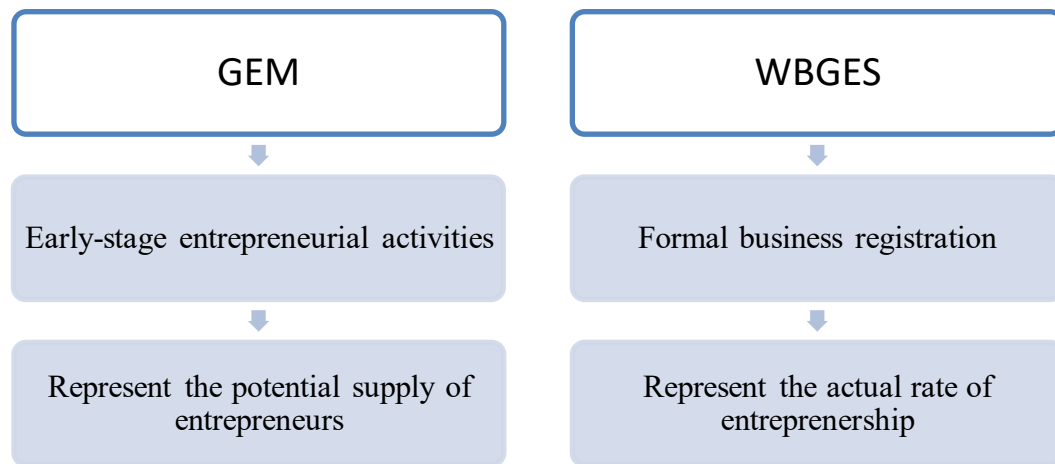 GEM
Early-stage entrepreneurial activities
Represent the potential supply of
entrepreneurs
WBGES
Formal business registration
Represent the actual rate of
entreprenership